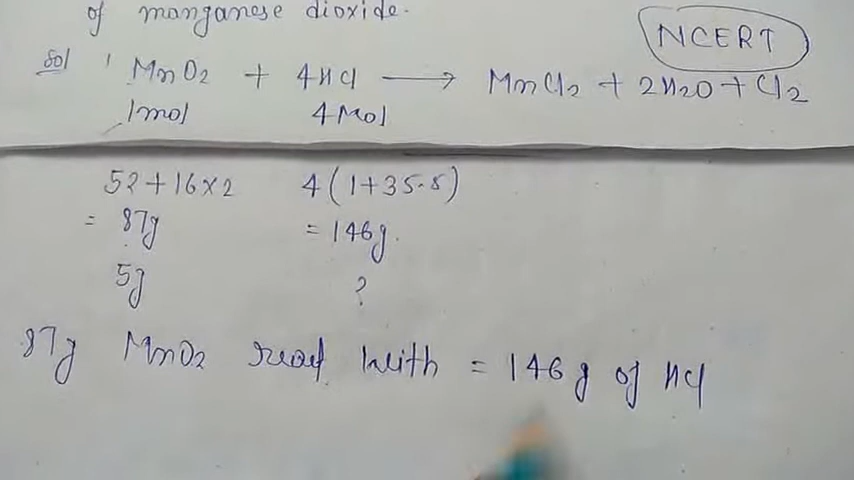 of manganese dioxide.
NCERT
Sol MnO2 + 4HCl → MnCl2 + 2H2O + Cl2
1mol 4Mol
52+16×2 4(1+35.5)
= 87g = 146g.
5g ?
87g MnO2 react with = 146g of HCl